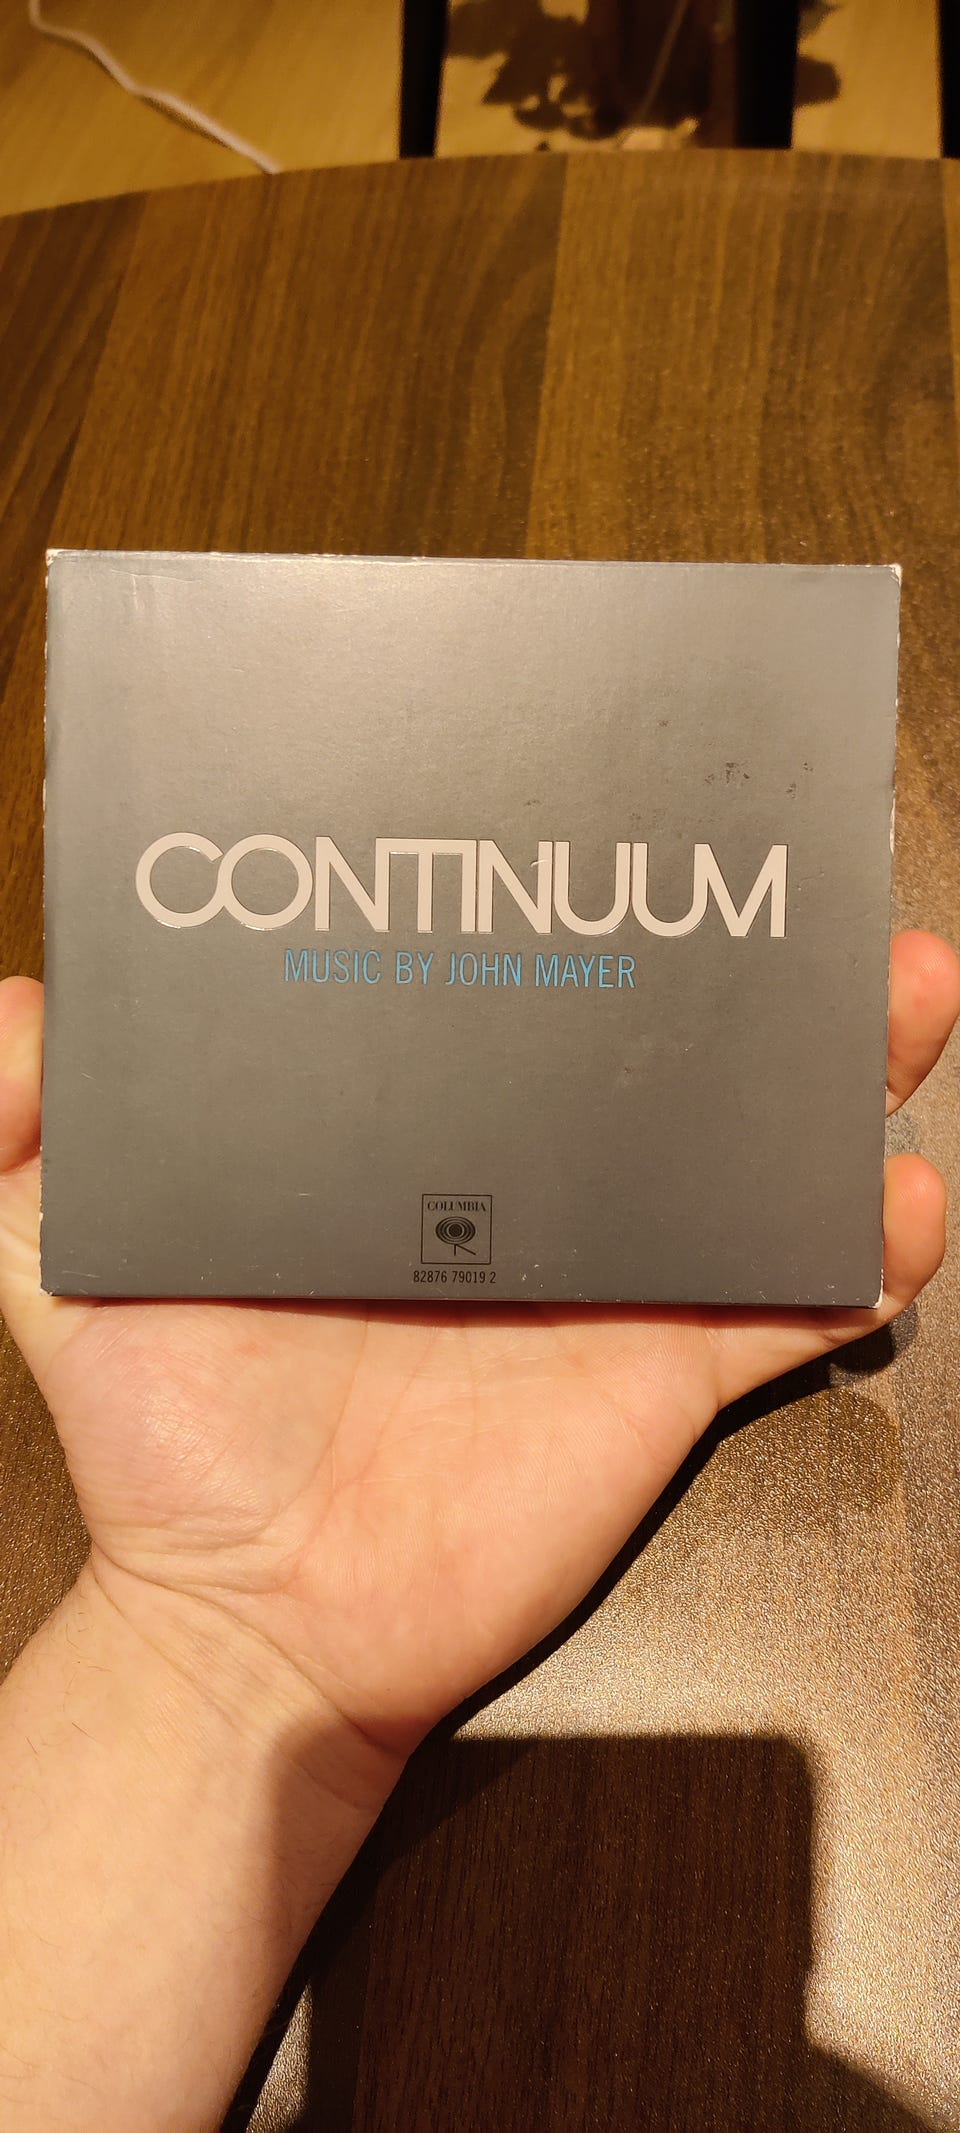 CONTINUUM
MUSIC BY JOHN MAYER
COLUMBIA
82876 79019 2